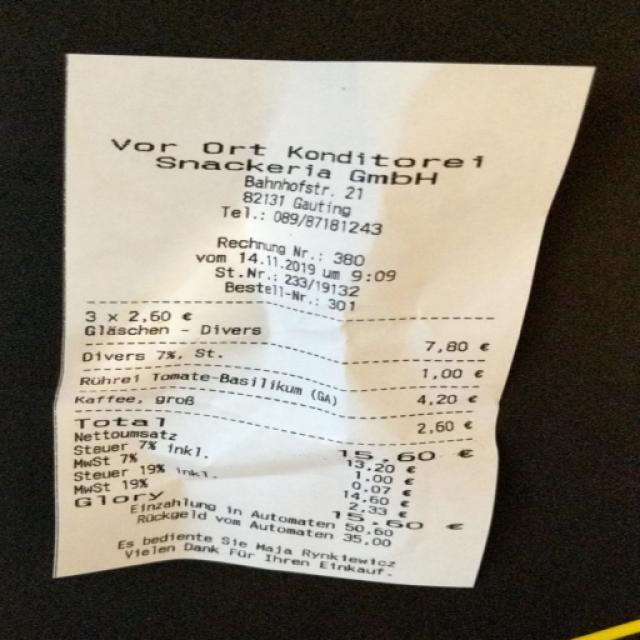 Vor Ort Konditorei
Snackeria GmbH
Bahnhofstr. 21
82131 Gauting
Tel.: 089/87181243
Rechnung Nr.: 380
vom 14.11.2019 um 9:09
St.Nr.: 233/19132
Bestell-Nr.: 301
3 x 2,60 €
Gläschen - Divers 7,80 €
Divers 7%, St. 1,00 €
Rührei Tomate-Basilikum (GA) 4,20 €
Kaffee, groß 2,60 €
Total 15,60 €
Nettoumsatz 13,20 €
Steuer 7% inkl. 1,00 €
MwSt 7% 0,07 €
Steuer 19% inkl. 14,60 €
MwSt 19% 2,33 €
Glory 15,60 €
Einzahlung in Automaten 50,60
Rückgeld vom Automaten 35,00
Es bediente Sie Maja Rynkiewicz
Vielen Dank Für Ihren Einkauf.